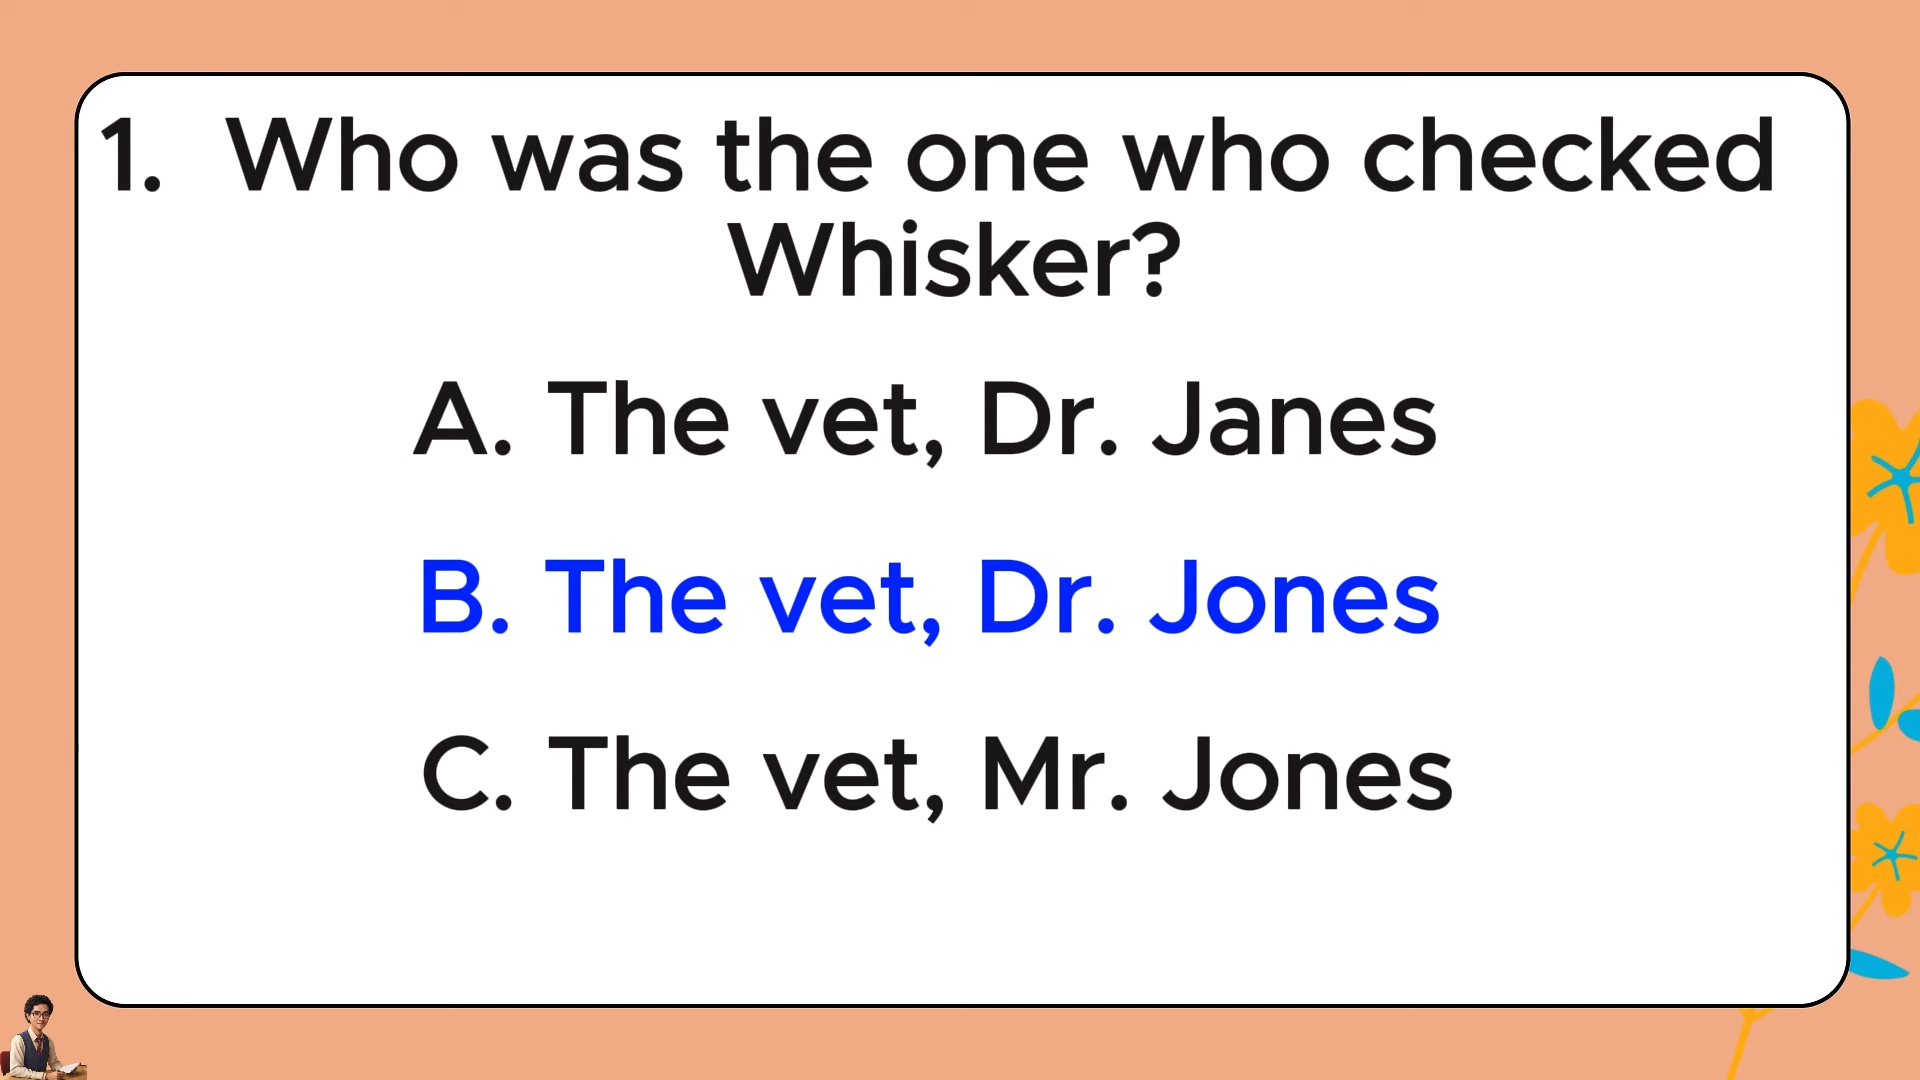 1. Who was the one who checked
Whisker?
A. The vet, Dr. Janes
B. The vet, Dr. Jones
C. The vet, Mr. Jones